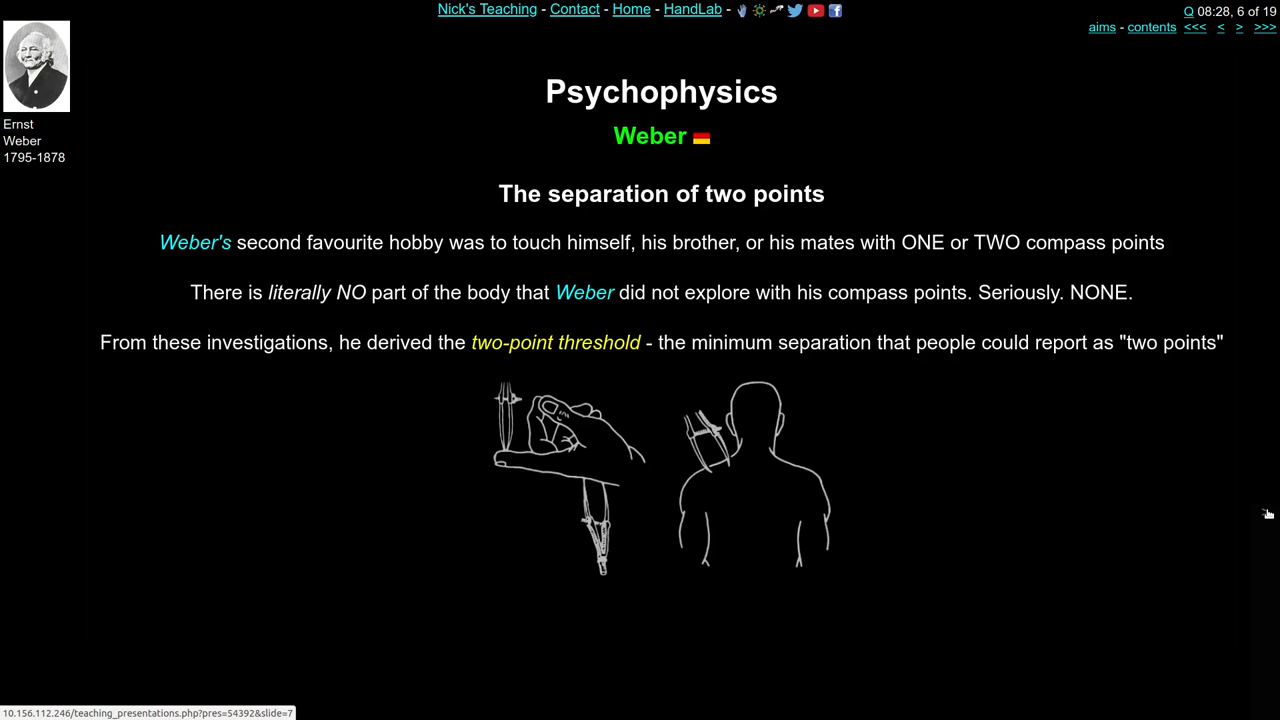 Nick's Teaching - Contact - Home - HandLab -
Q 08:28, 6 of 19
aims - contents <<< < > >>>
Ernst
Weber
1795-1878
Psychophysics
Weber
The separation of two points
Weber's second favourite hobby was to touch himself, his brother, or his mates with ONE or TWO compass points
There is literally NO part of the body that Weber did not explore with his compass points. Seriously. NONE.
From these investigations, he derived the two-point threshold - the minimum separation that people could report as "two points"
10.156.112.246/teaching_presentations.php?pres=54392&slide=7